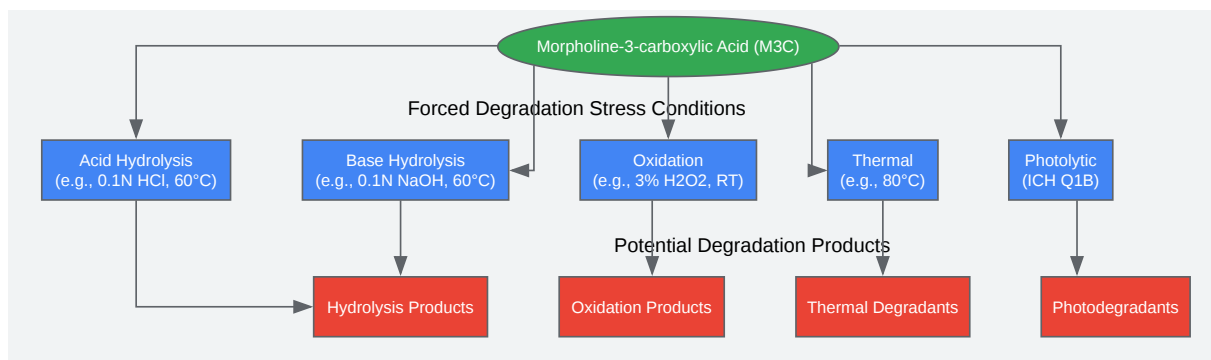 Morpholine-3-carboxylic Acid (M3C)
Forced Degradation Stress Conditions
Acid Hydrolysis
(e.g., 0.1N HCl, 60°C)
Base Hydrolysis
(e.g., 0.1N NaOH, 60°C)
Oxidation
(e.g., 3% H2O2, RT)
Thermal
(e.g., 80°C)
Photolytic
(ICH Q1B)
Potential Degradation Products
Hydrolysis Products
Oxidation Products
Thermal Degradants
Photodegradants